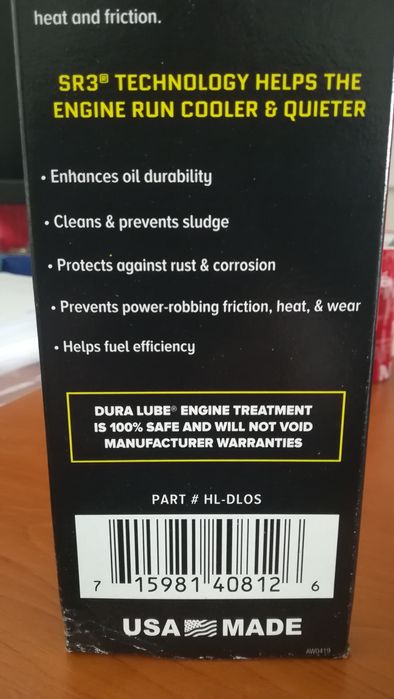 heat and friction.
SR3® TECHNOLOGY HELPS THE
ENGINE RUN COOLER & QUIETER
• Enhances oil durability
• Cleans & prevents sludge
• Protects against rust & corrosion
• Prevents power-robbing friction, heat, & wear
• Helps fuel efficiency
DURA LUBE® ENGINE TREATMENT
IS 100% SAFE AND WILL NOT VOID
MANUFACTURER WARRANTIES
PART # HL-DLOS
7 15981 40812 6
USA MADE
AW0419